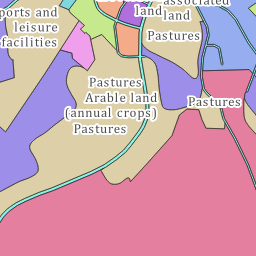 associated
land
land
ports and
leisure
facilities
Pastures
Pastures
Arable land
(annual crops)
Pastures
Pastures